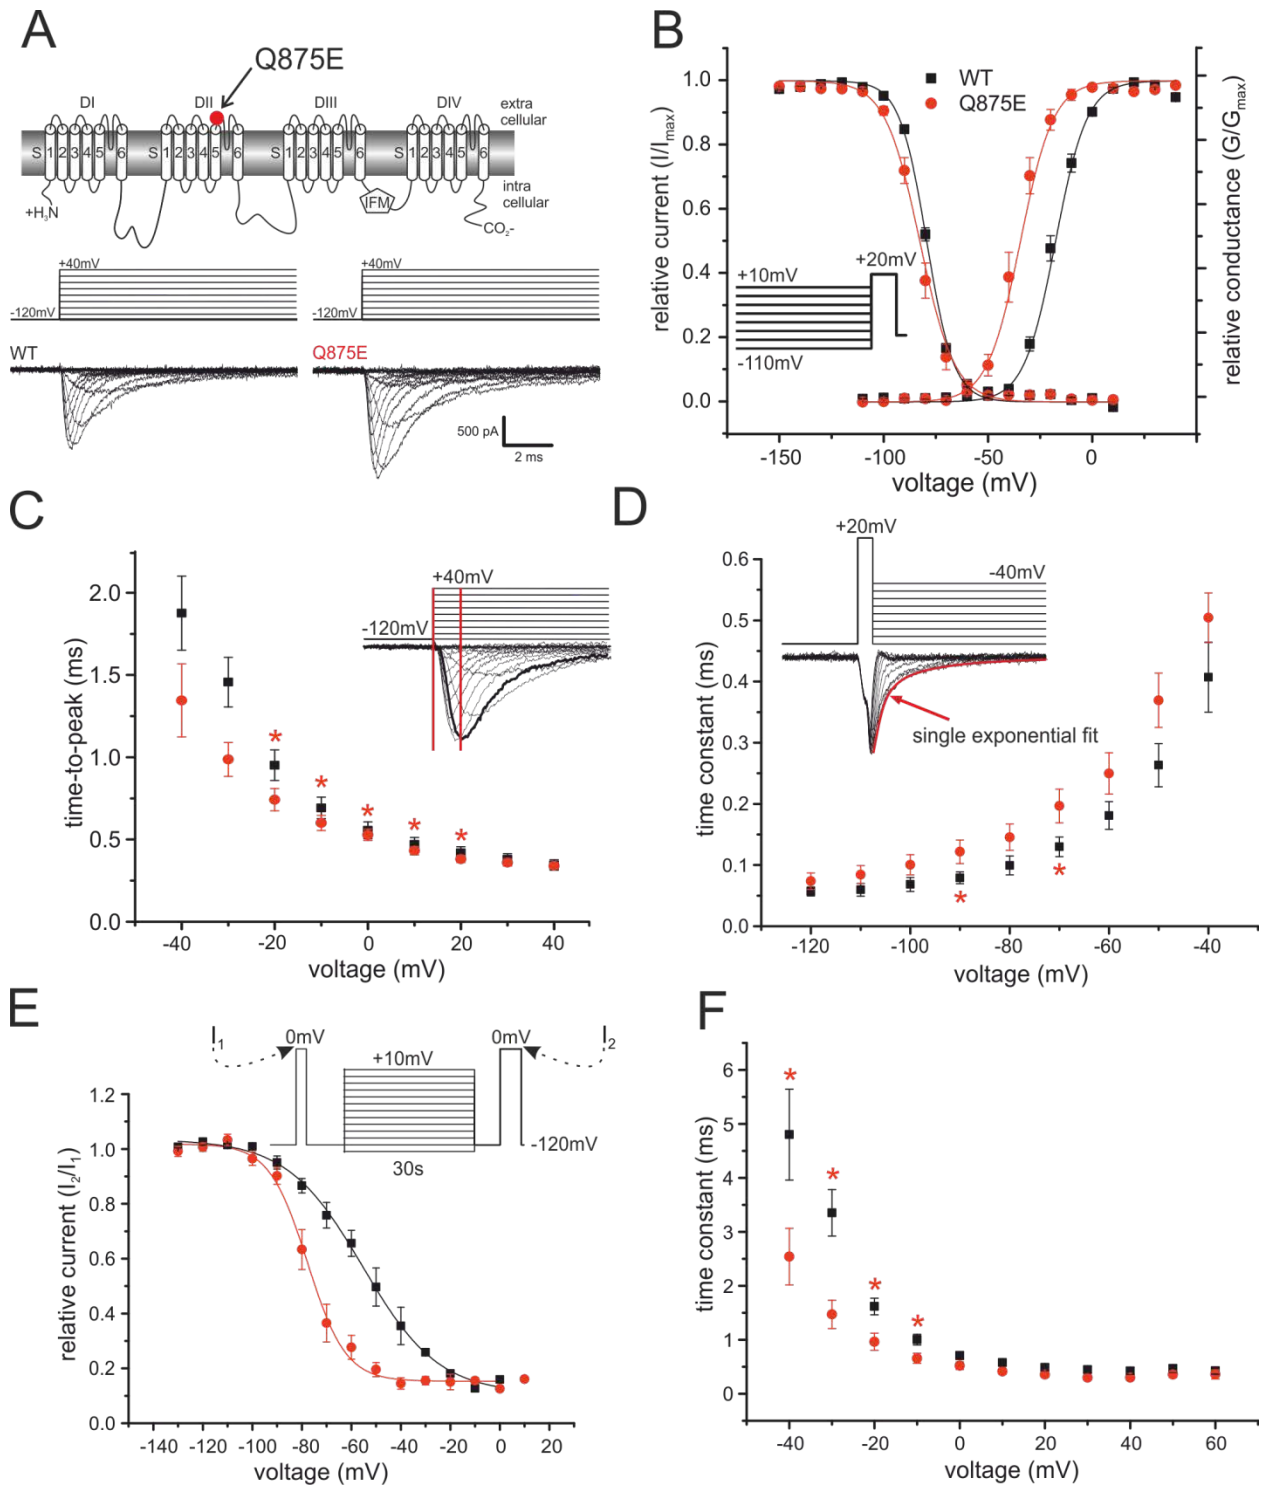 A
Q875E
DI DII DIII DIV
extra
cellular
S 1 2 3 4 5 6 S 1 2 3 4 5 6 S 1 2 3 4 5 6 S 1 2 3 4 5 6
intra
cellular
+H3N
IFM
CO2-
+40mV
-120mV
+40mV
-120mV
WT
Q875E
500 pA
2 ms
B
WT
Q875E
relative current (I/Imax)
1.0
0.8
0.6
0.4
0.2
0.0
relative conductance (G/Gmax)
+20mV
+10mV
-110mV
-150 -100 -50 0
voltage (mV)
C
time-to-peak (ms)
2.0
1.5
1.0
0.5
0.0
* * * * *
+40mV
-120mV
-40 -20 0 20 40
voltage (mV)
D
+20mV
-40mV
single exponential fit
time constant (ms)
0.6
0.5
0.4
0.3
0.2
0.1
0.0
* *
-120 -100 -80 -60 -40
voltage (mV)
E
I1 0mV 0mV I2
+10mV
-120mV
30s
relative current (I2/I1)
1.2
1.0
0.8
0.6
0.4
0.2
0.0
-140 -120 -100 -80 -60 -40 -20 0 20
voltage (mV)
F
time constant (ms)
6
5
4
3
2
1
0
* * * *
-40 -20 0 20 40 60
voltage (mV)